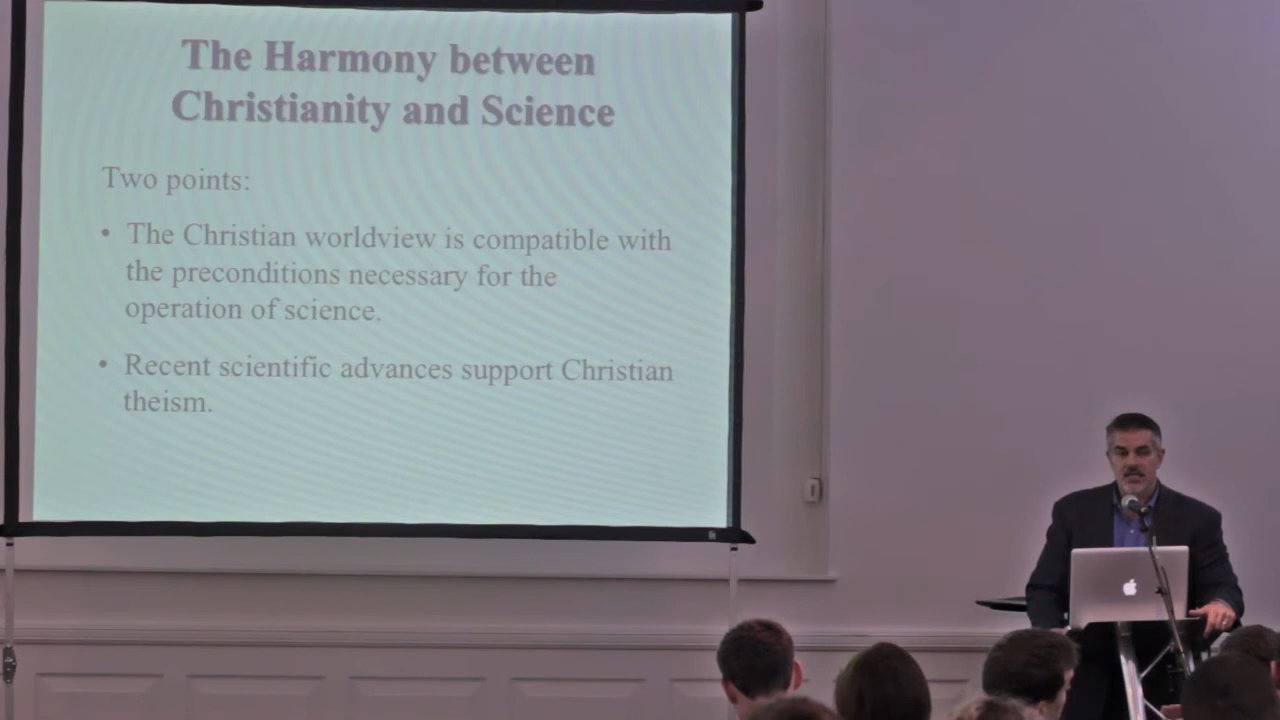 The Harmony between
Christianity and Science
Two points:
• The Christian worldview is compatible with
the preconditions necessary for the
operation of science.
• Recent scientific advances support Christian
theism.